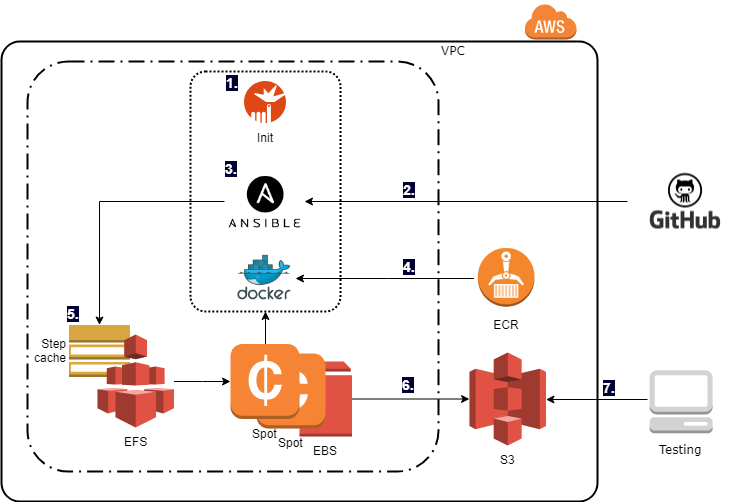 AWS
VPC
1.
Init
3.
2.
ANSIBLE
GitHub
4.
docker
ECR
5.
Step
cache
6.
7.
EFS
Spot
Spot
EBS
S3
Testing